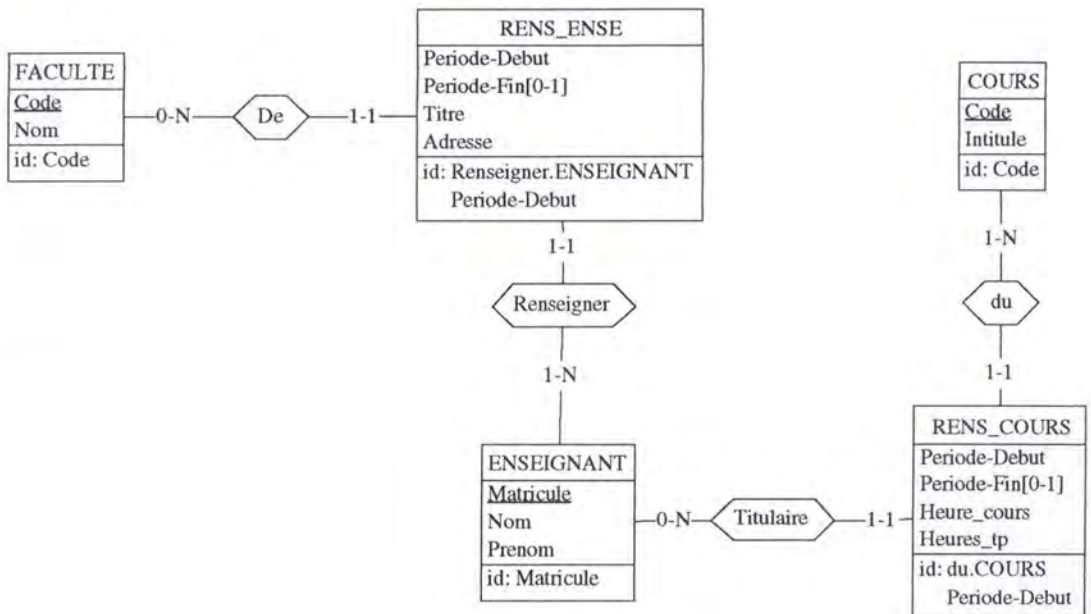 RENS_ENSE
Periode-Debut
Periode-Fin[0-1]
Titre
Adresse
id: Renseigner.ENSEIGNANT
Periode-Debut
FACULTE
Code
Nom
id: Code
0-N
De
1-1
COURS
Code
Intitule
id: Code
1-1
Renseigner
1-N
1-N
du
1-1
ENSEIGNANT
Matricule
Nom
Prenom
id: Matricule
0-N
Titulaire
1-1
RENS_COURS
Periode-Debut
Periode-Fin[0-1]
Heure_cours
Heures_tp
id: du.COURS
Periode-Debut